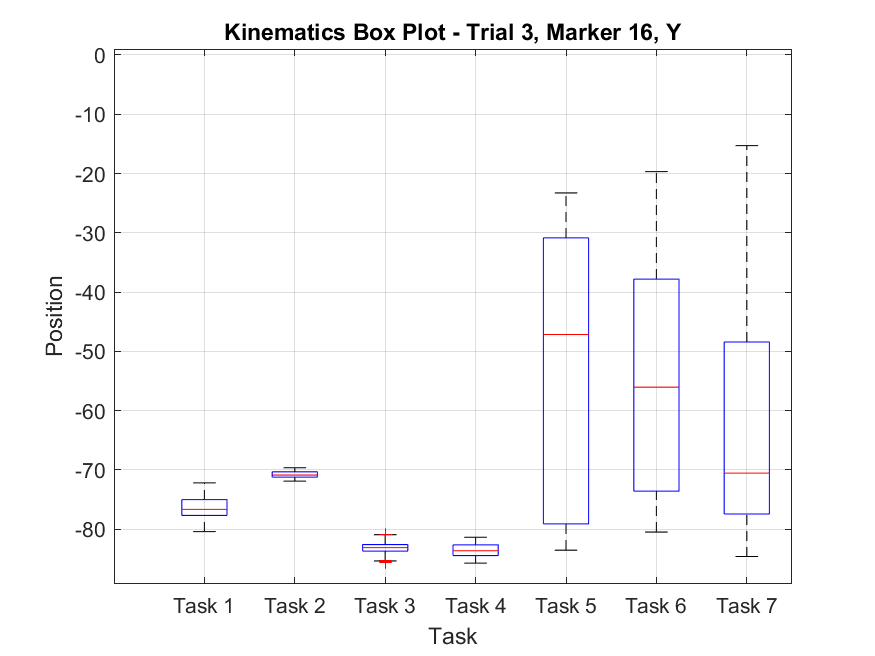 Kinematics Box Plot - Trial 3, Marker 16, Y
0
-10
-20
-30
-40
-50
-60
-70
-80
Position
Task 1 Task 2 Task 3 Task 4 Task 5 Task 6 Task 7
Task